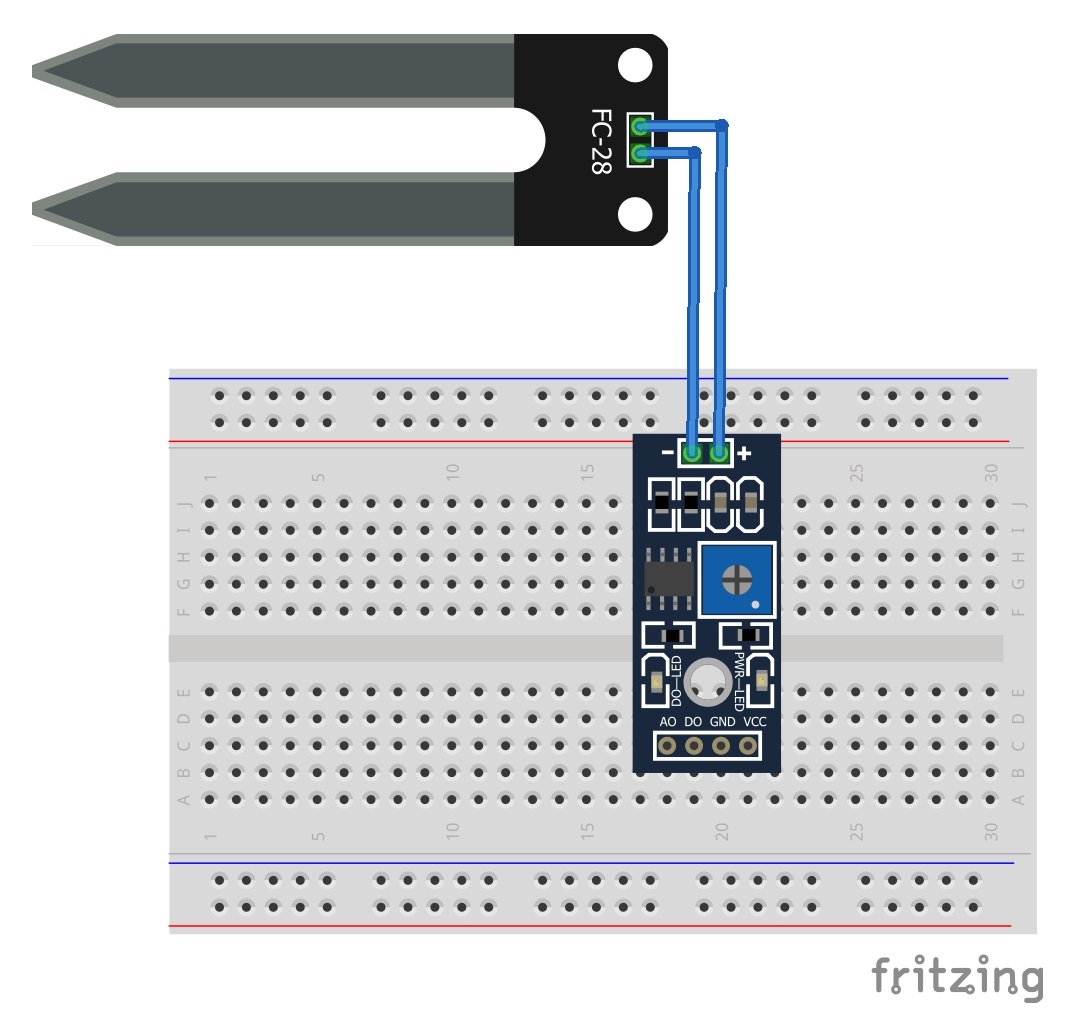 FC-28
- +
1 5 10 15 25 30
J J
I I
H H
G G
F F
DO—LED PWR—LED
E E
D D
AO DO GND VCC
C C
B B
A A
1 5 10 15 20 25 30
fritzing